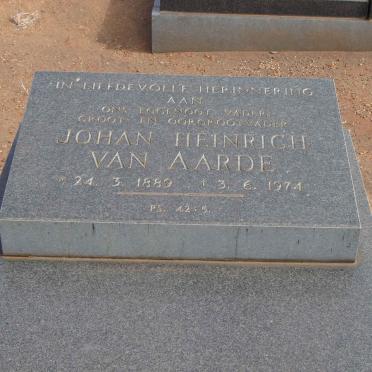 IN LIEFDEVOLLE HERINNERING
AAN
ONS EGGENOOT VADER
GROOT EN OORGROOTVADER
JOHAN HEINRICH
VAN AARDE
* 24. 3. 1889 † 3. 6. 1974
PS. 42:5.